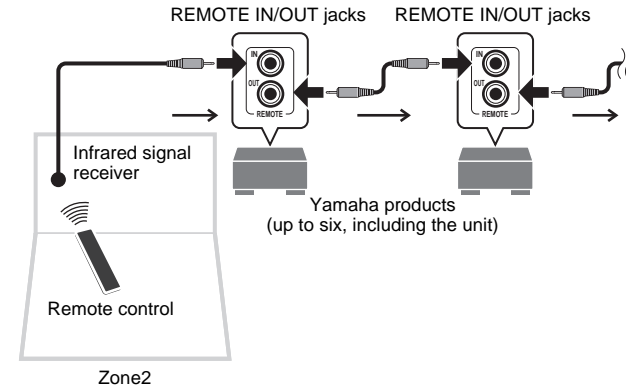 REMOTE IN/OUT jacks
REMOTE IN/OUT jacks
IN
OUT
REMOTE
IN
OUT
REMOTE
Infrared signal
receiver
Yamaha products
(up to six, including the unit)
Remote control
Zone2